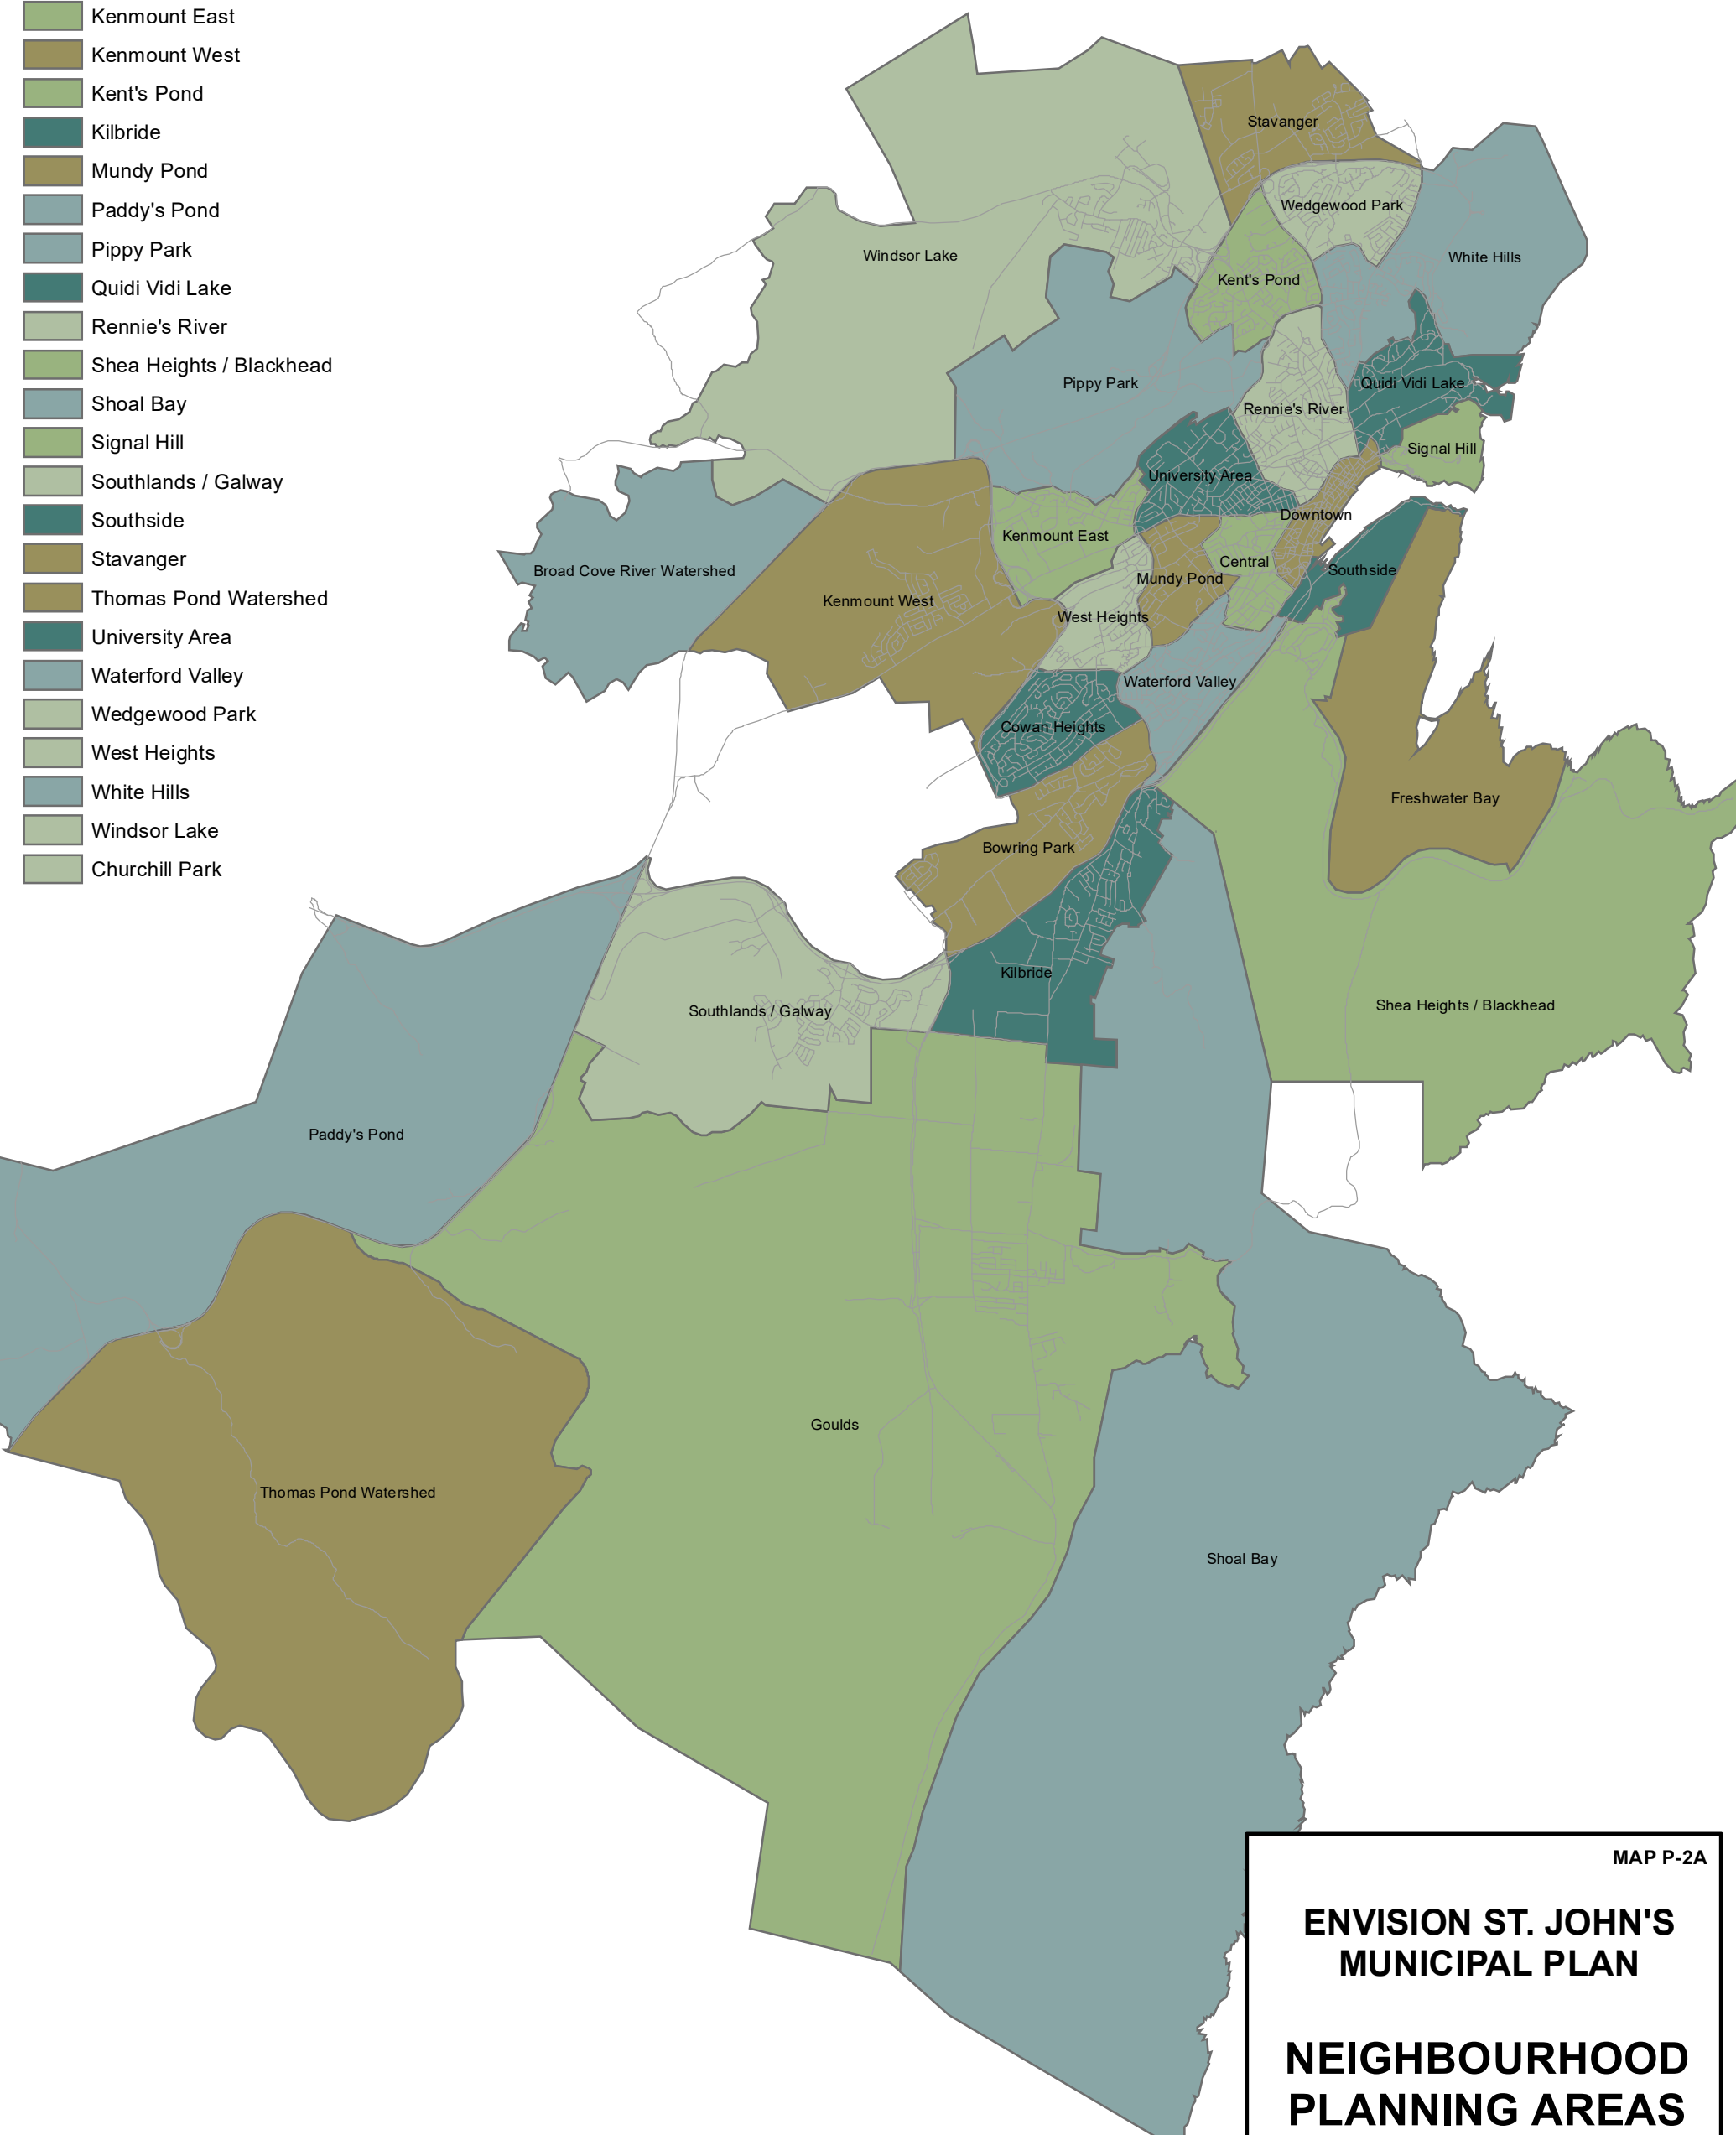 Kenmount East
Kenmount West
Kent's Pond
Kilbride
Mundy Pond
Paddy's Pond
Pippy Park
Quidi Vidi Lake
Rennie's River
Shea Heights / Blackhead
Shoal Bay
Signal Hill
Southlands / Galway
Southside
Stavanger
Thomas Pond Watershed
University Area
Waterford Valley
Wedgewood Park
West Heights
White Hills
Windsor Lake
Churchill Park
Stavanger
Wedgewood Park
Windsor Lake
White Hills
Kent's Pond
Pippy Park
Quidi Vidi Lake
Rennie's River
Signal Hill
University Area
Downtown
Kenmount East
Central
Broad Cove River Watershed
Southside
Mundy Pond
Kenmount West
West Heights
Waterford Valley
Cowan Heights
Freshwater Bay
Bowring Park
Kilbride
Shea Heights / Blackhead
Southlands / Galway
Paddy's Pond
Goulds
Thomas Pond Watershed
Shoal Bay
MAP P-2A
ENVISION ST. JOHN'S
MUNICIPAL PLAN
NEIGHBOURHOOD
PLANNING AREAS